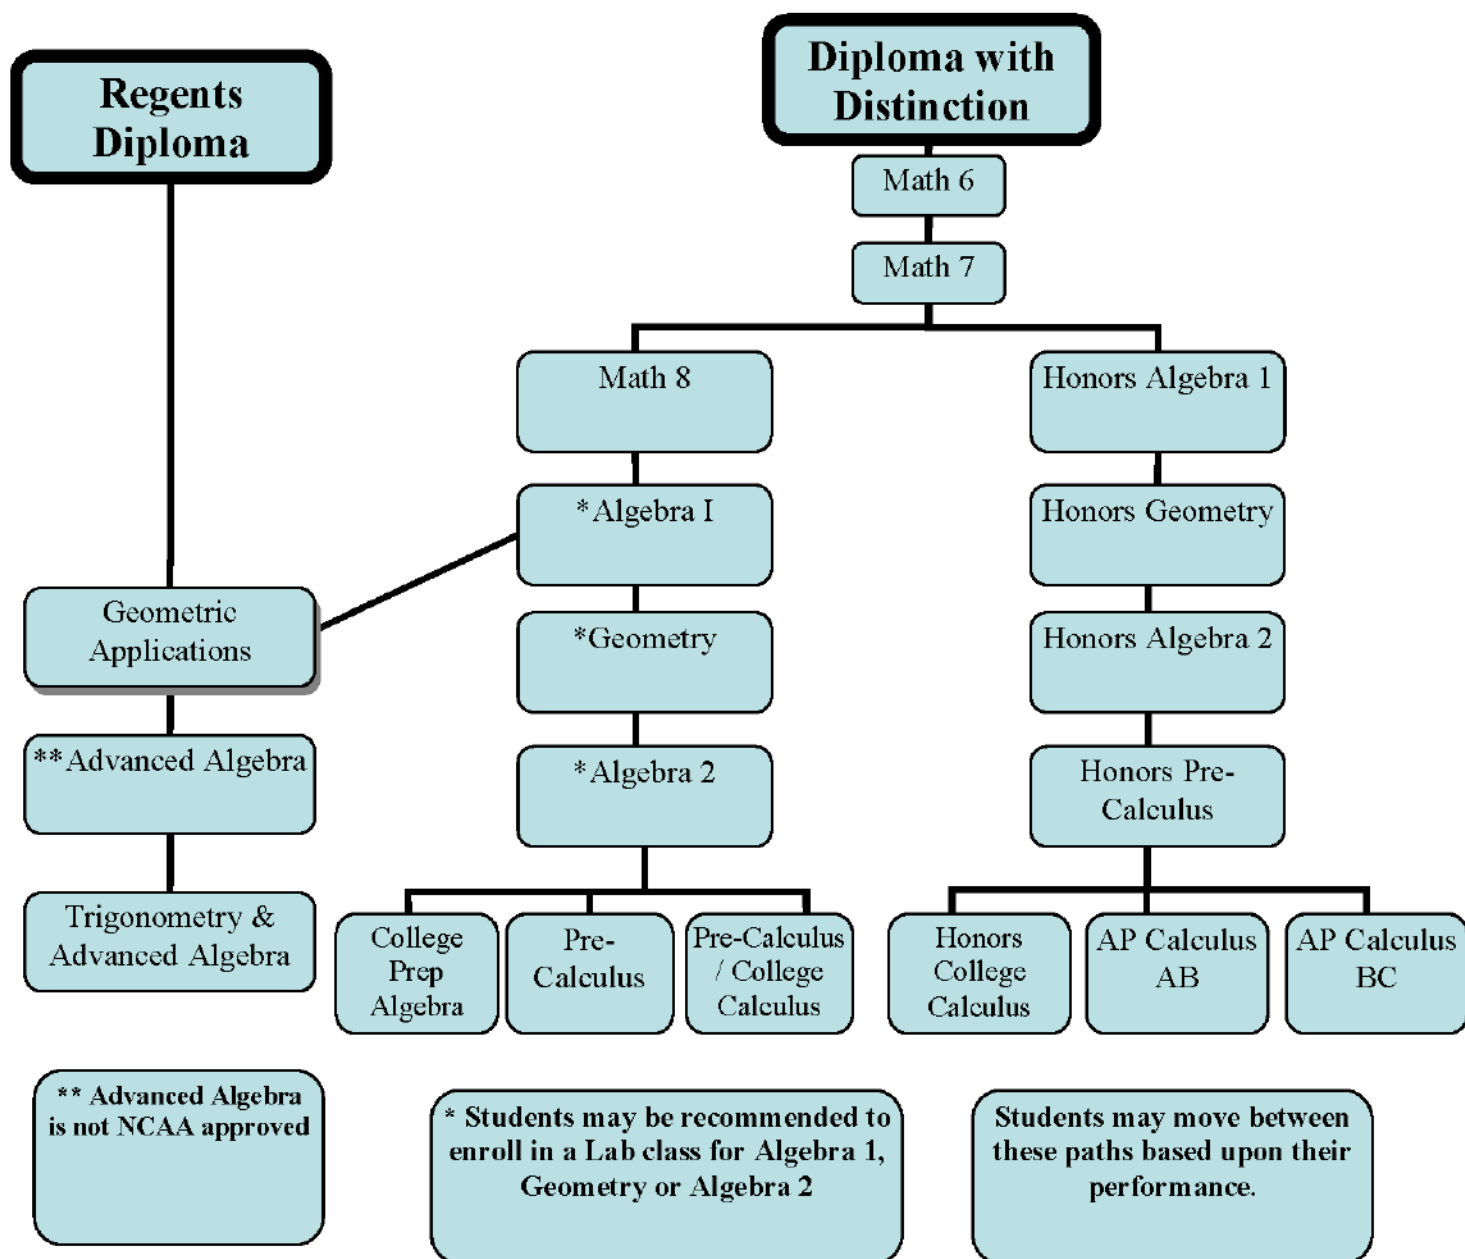 Regents
Diploma
Diploma with
Distinction
Math 6
Math 7
Math 8
Honors Algebra 1
*Algebra I
Honors Geometry
Geometric
Applications
*Geometry
Honors Algebra 2
**Advanced Algebra
*Algebra 2
Honors Pre-
Calculus
Trigonometry &
Advanced Algebra
College
Prep
Algebra
Pre-
Calculus
Pre-Calculus
/ College
Calculus
Honors
College
Calculus
AP Calculus
AB
AP Calculus
BC
** Advanced Algebra
is not NCAA approved
* Students may be recommended to
enroll in a Lab class for Algebra 1,
Geometry or Algebra 2
Students may move between
these paths based upon their
performance.